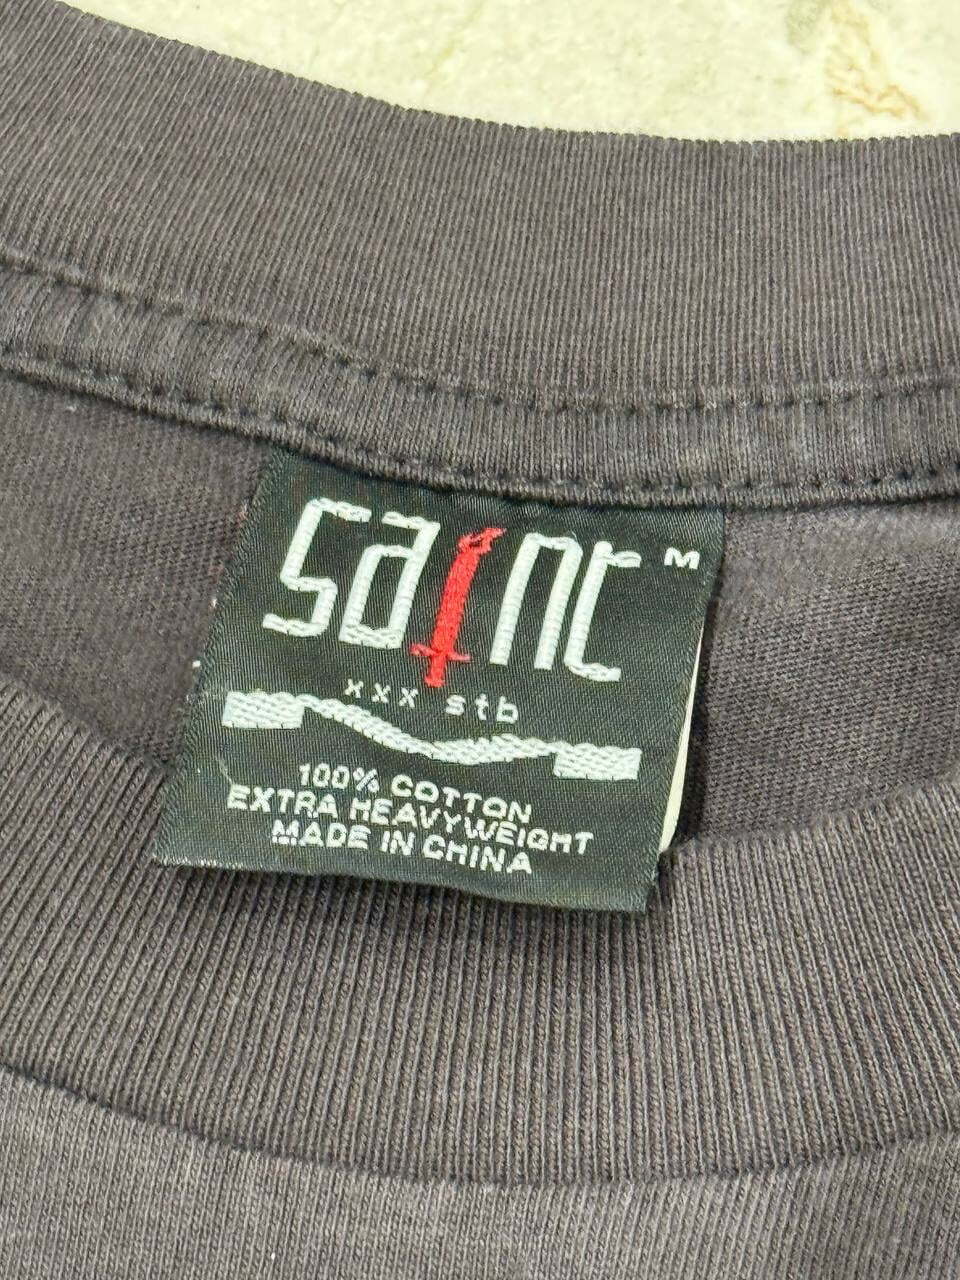 saint M
xxx stb
100% COTTON
EXTRA HEAVYWEIGHT
MADE IN CHINA